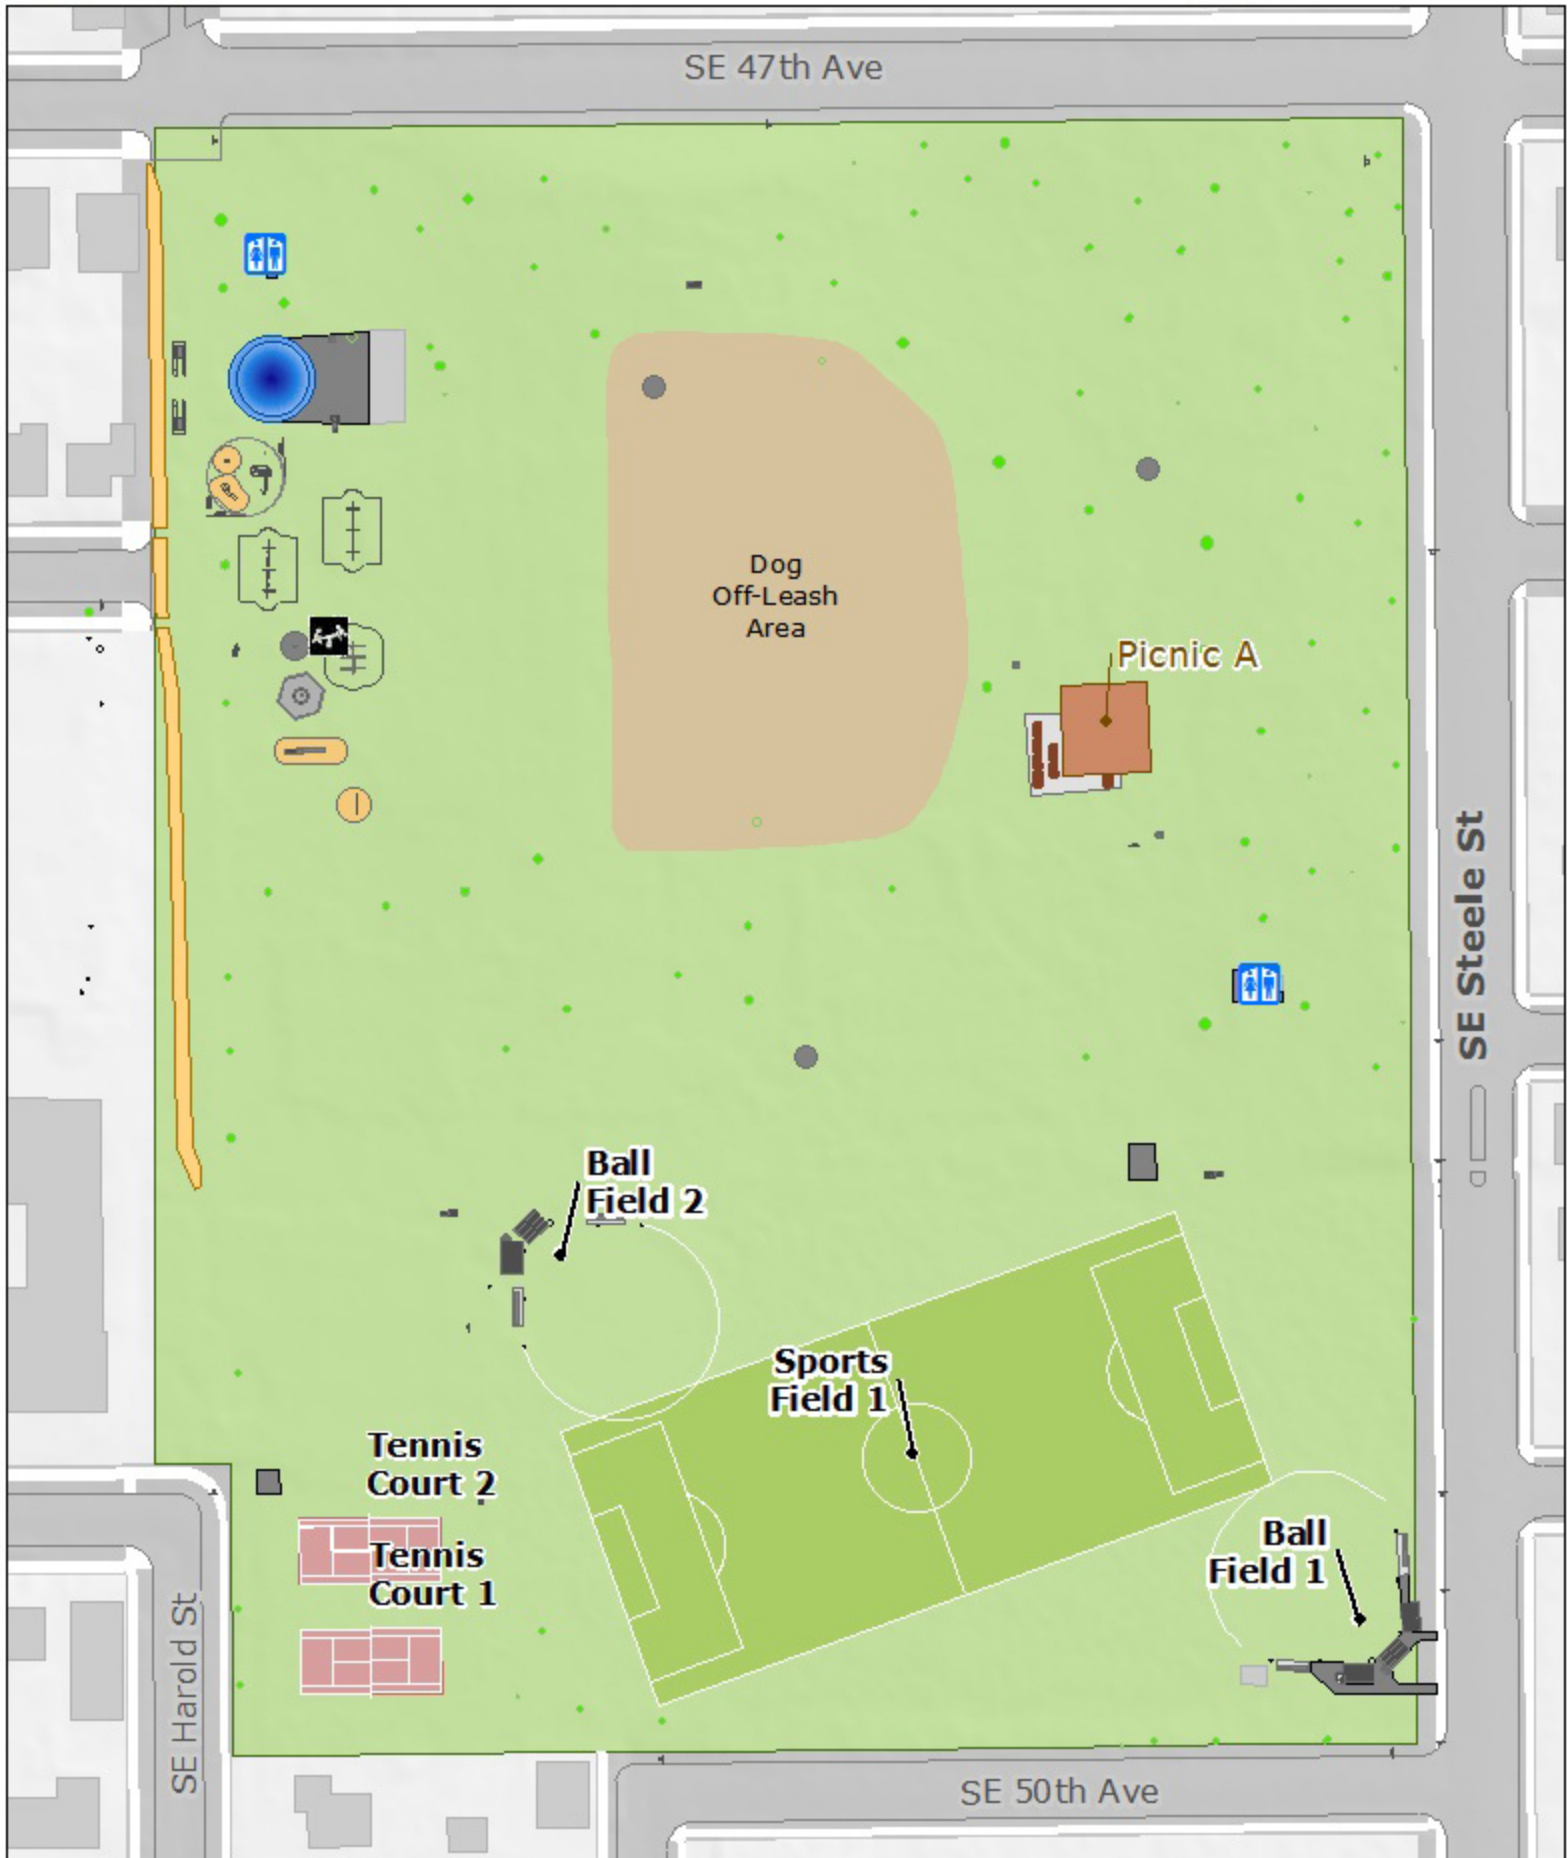 SE 47th Ave
Dog
Off-Leash
Area
Picnic A
SE Steele St
Ball
Field 2
Sports
Field 1
Tennis
Court 2
Tennis
Court 1
Ball
Field 1
SE Harold St
SE 50th Ave